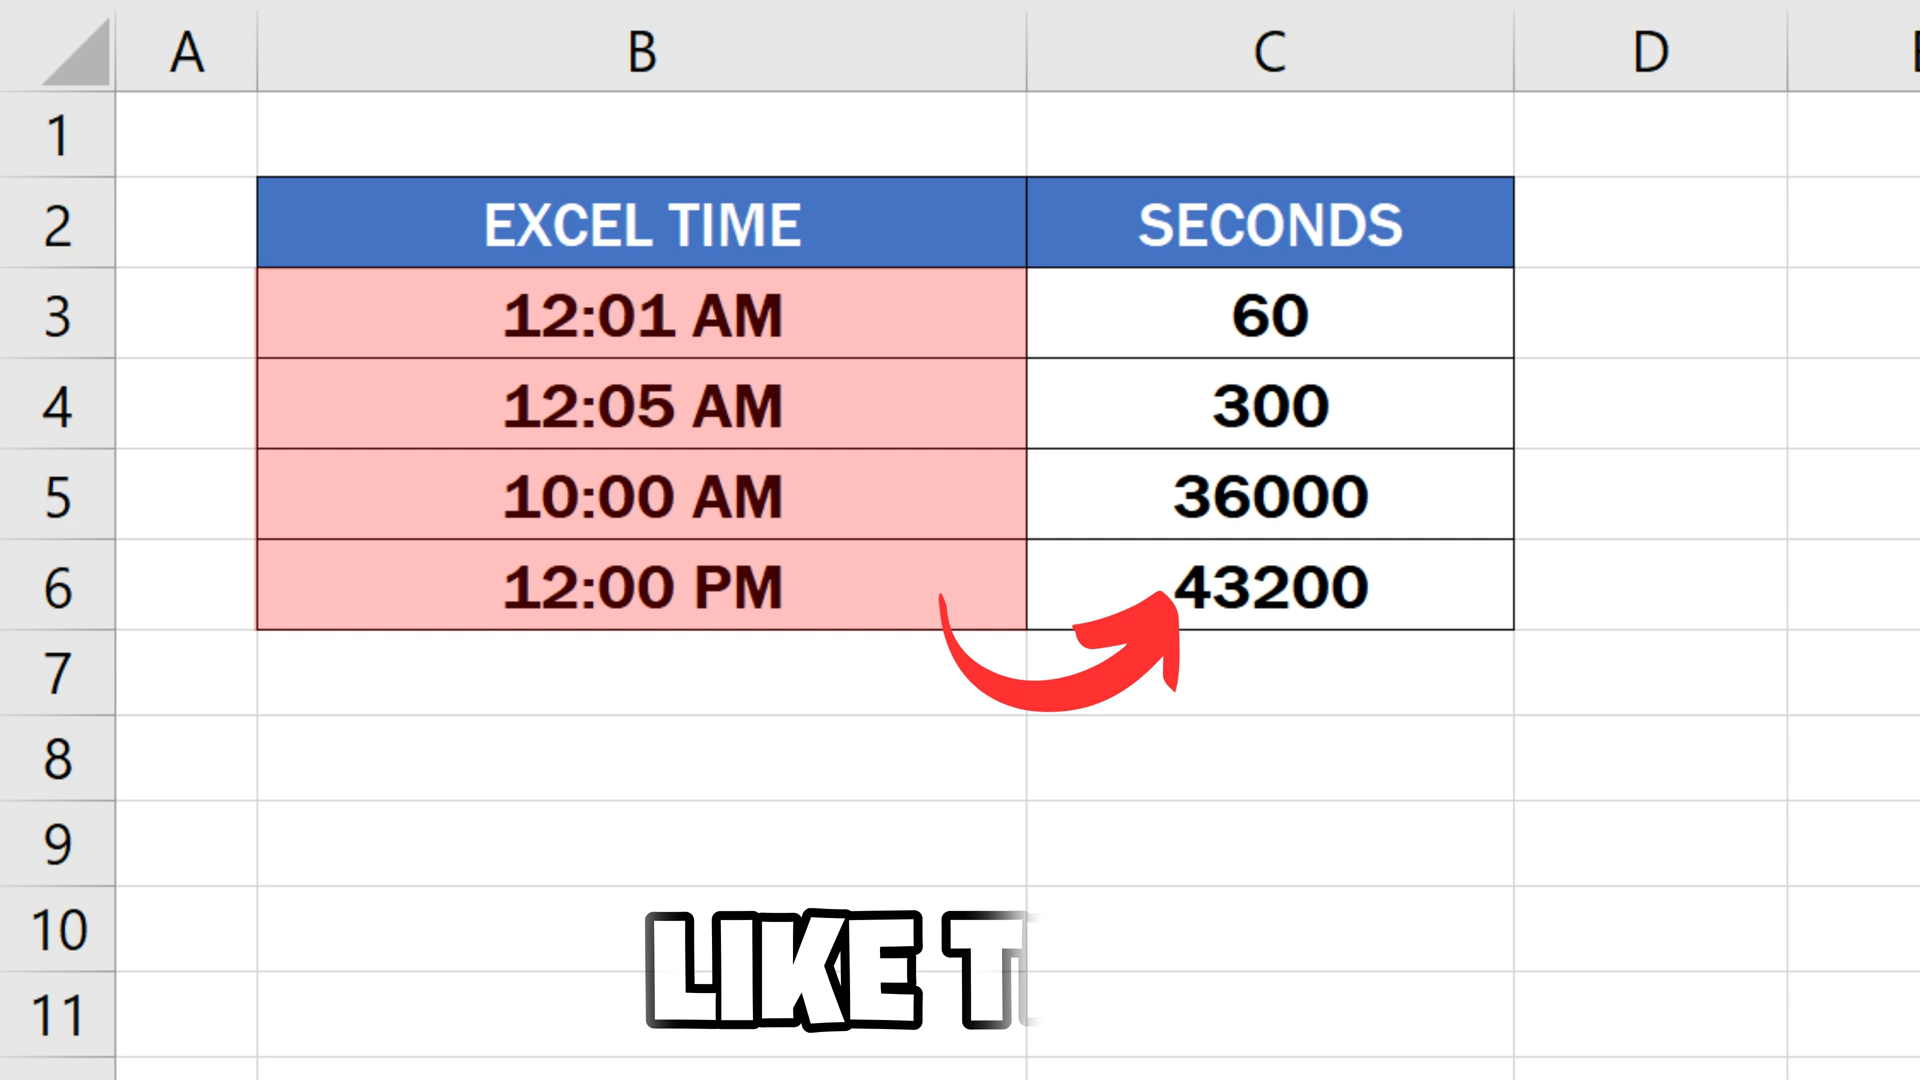 A B C D
1
2 EXCEL TIME SECONDS
3 12:01 AM 60
4 12:05 AM 300
5 10:00 AM 36000
6 12:00 PM 43200
7
8
9
10
11
LIKE